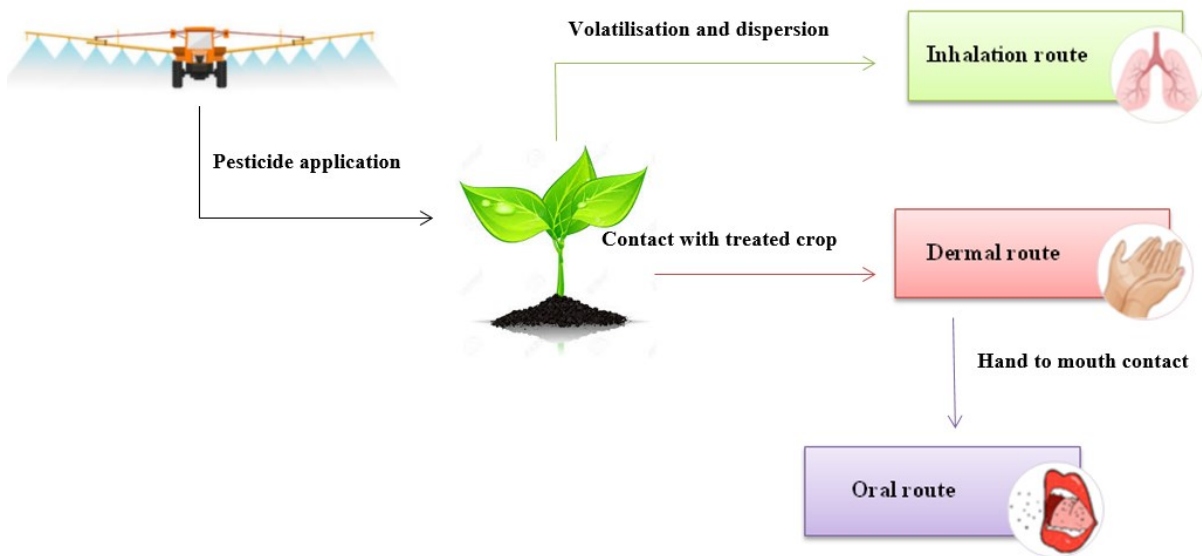 Volatilisation and dispersion
Inhalation route
Pesticide application
Contact with treated crop
Dermal route
Hand to mouth contact
Oral route